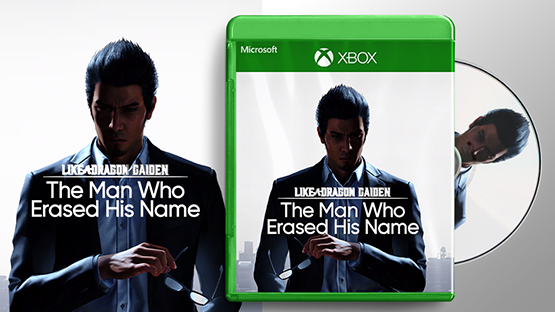 LIKE A DRAGON GAIDEN
The Man Who
Erased His Name
Microsoft
XBOX
LIKE A DRAGON GAIDEN
The Man Who
Erased His Name